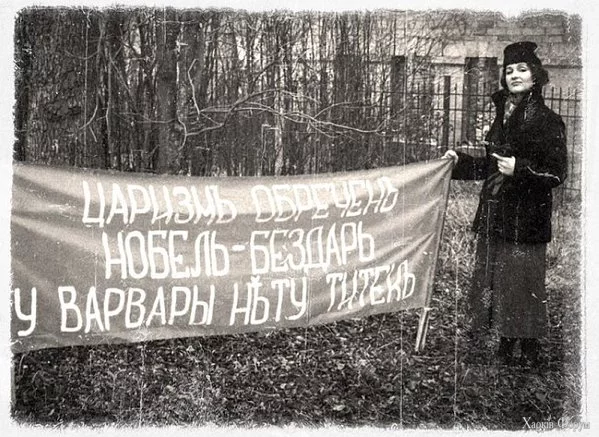 ЦАРИЗМЪ ОБРЕЧЕНЪ
НОБЕЛЬ-БЕЗДАРЬ
У ВАРВАРЫ НѢТУ ТИТЕКЪ